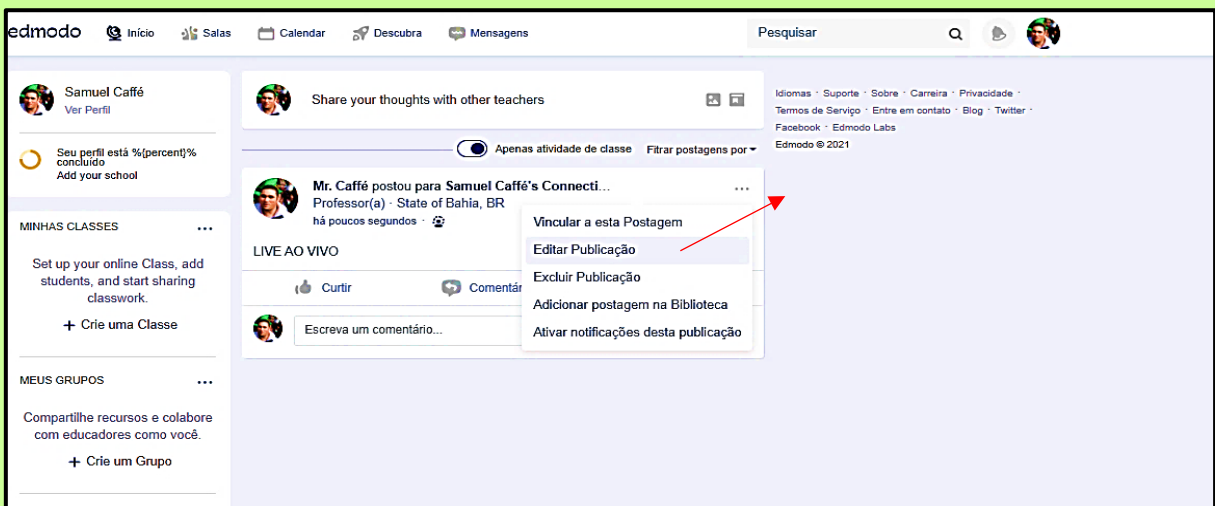 edmodo Início Salas Calendar Descubra Mensagens Pesquisar
Samuel Caffé
Ver Perfil
Seu perfil está %{percent}%
concluído
Add your school
MINHAS CLASSES ...
Set up your online Class, add
students, and start sharing
classwork.
+ Crie uma Classe
MEUS GRUPOS ...
Compartilhe recursos e colabore
com educadores como você.
+ Crie um Grupo
Share your thoughts with other teachers
Apenas atividade de classe Fitrar postagens por
Mr. Caffé postou para Samuel Caffé's Connecti... ...
Professor(a) · State of Bahia, BR
há poucos segundos ·
LIVE AO VIVO
Curtir Comentár
Escreva um comentário...
Vincular a esta Postagem
Editar Publicação
Excluir Publicação
Adicionar postagem na Biblioteca
Ativar notificações desta publicação
Idiomas · Suporte · Sobre · Carreira · Privacidade ·
Termos de Serviço · Entre em contato · Blog · Twitter ·
Facebook · Edmodo Labs
Edmodo © 2021